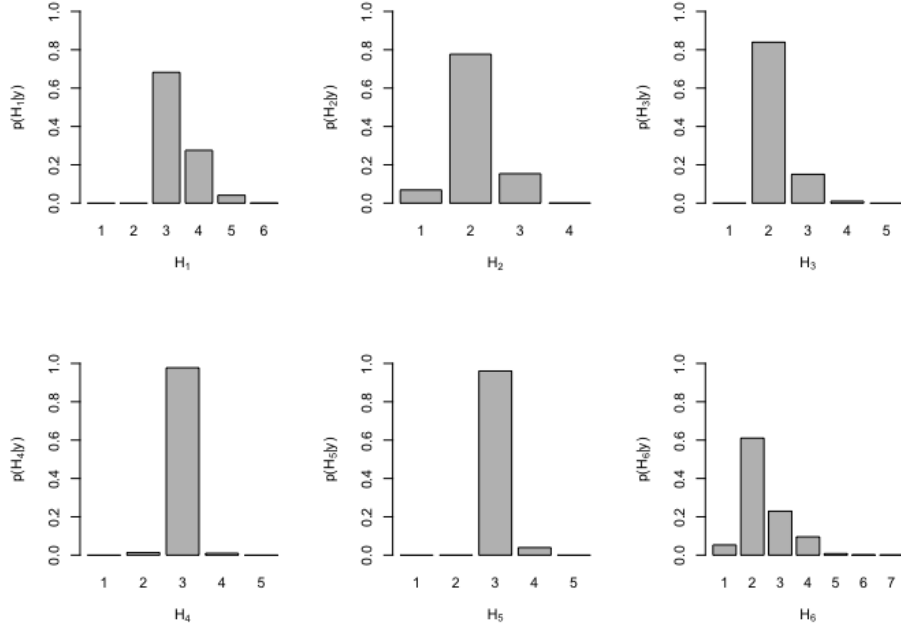 p(H₁|y)
0.0 0.2 0.4 0.6 0.8 1.0
1 2 3 4 5 6
H₁
p(H₂|y)
0.0 0.2 0.4 0.6 0.8 1.0
1 2 3 4
H₂
p(H₃|y)
0.0 0.2 0.4 0.6 0.8 1.0
1 2 3 4 5
H₃
p(H₄|y)
0.0 0.2 0.4 0.6 0.8 1.0
1 2 3 4 5
H₄
p(H₅|y)
0.0 0.2 0.4 0.6 0.8 1.0
1 2 3 4 5
H₅
p(H₆|y)
0.0 0.2 0.4 0.6 0.8 1.0
1 2 3 4 5 6 7
H₆